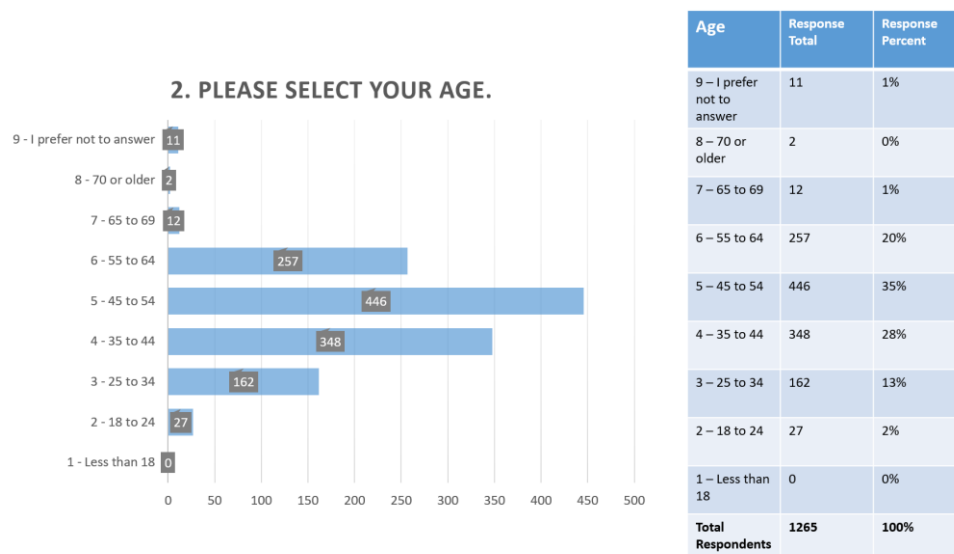 2. PLEASE SELECT YOUR AGE.
9 - I prefer not to answer
11
8 - 70 or older
2
7 - 65 to 69
12
6 - 55 to 64
257
5 - 45 to 54
446
4 - 35 to 44
348
3 - 25 to 34
162
2 - 18 to 24
27
1 - Less than 18
0
0 50 100 150 200 250 300 350 400 450 500
Age Response Total Response Percent
9 – I prefer not to answer 11 1%
8 – 70 or older 2 0%
7 – 65 to 69 12 1%
6 – 55 to 64 257 20%
5 – 45 to 54 446 35%
4 – 35 to 44 348 28%
3 – 25 to 34 162 13%
2 – 18 to 24 27 2%
1 – Less than 18 0 0%
Total Respondents 1265 100%